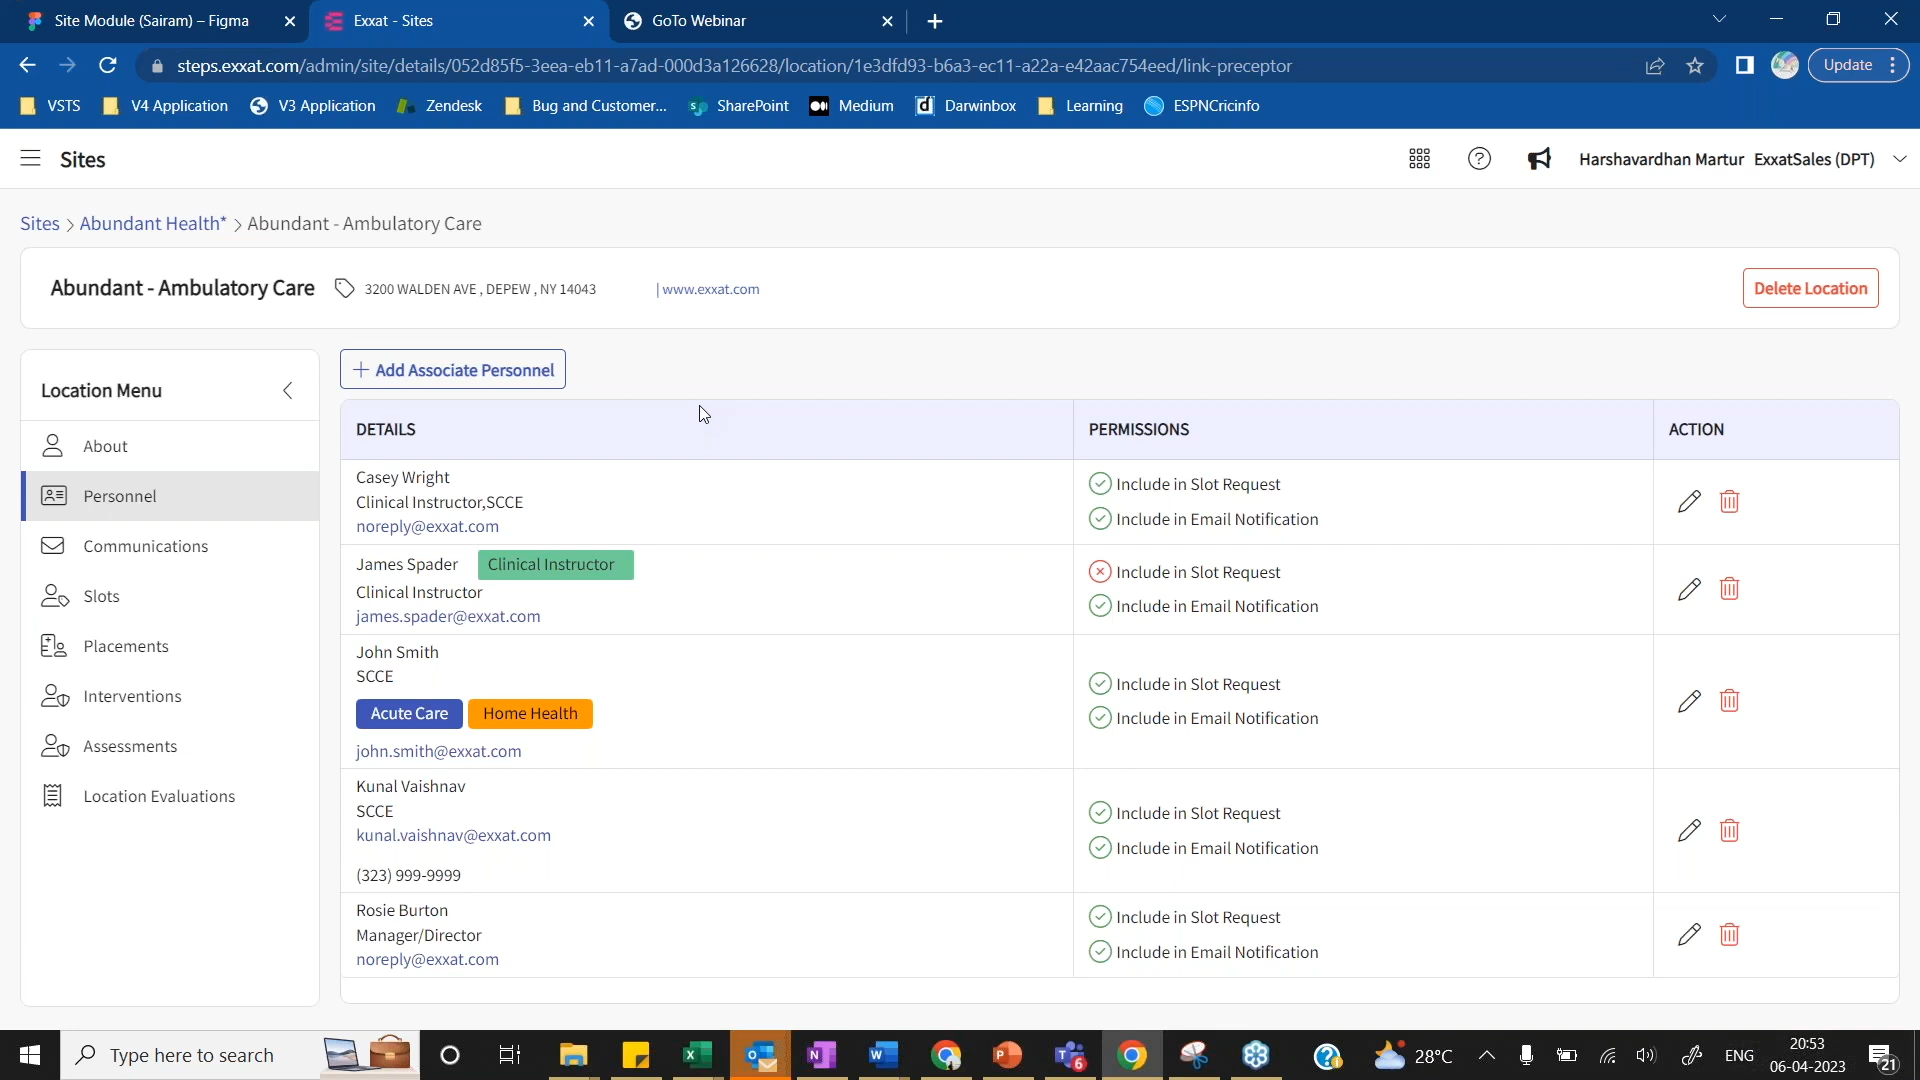 Site Module (Sairam) – Figma
Exxat - Sites
GoTo Webinar
steps.exxat.com/admin/site/details/052d85f5-3eea-eb11-a7ad-000d3a126628/location/1e3dfd93-b6a3-ec11-a22a-e42aac754eed/link-preceptor
Update
VSTS V4 Application V3 Application Zendesk Bug and Customer... SharePoint Medium Darwinbox Learning ESPNCricinfo
Sites
Harshavardhan Martur ExxatSales (DPT)
Sites > Abundant Health* > Abundant - Ambulatory Care
Abundant - Ambulatory Care 3200 WALDEN AVE , DEPEW , NY 14043 | www.exxat.com
Delete Location
Location Menu
About
Personnel
Communications
Slots
Placements
Interventions
Assessments
Location Evaluations
+ Add Associate Personnel
DETAILS PERMISSIONS ACTION
Casey Wright
Clinical Instructor,SCCE
noreply@exxat.com
Include in Slot Request
Include in Email Notification
James Spader Clinical Instructor
Clinical Instructor
james.spader@exxat.com
Include in Slot Request
Include in Email Notification
John Smith
SCCE
Acute Care Home Health
john.smith@exxat.com
Include in Slot Request
Include in Email Notification
Kunal Vaishnav
SCCE
kunal.vaishnav@exxat.com
(323) 999-9999
Include in Slot Request
Include in Email Notification
Rosie Burton
Manager/Director
noreply@exxat.com
Include in Slot Request
Include in Email Notification
Type here to search
6
28°C
ENG
20:53
06-04-2023
21